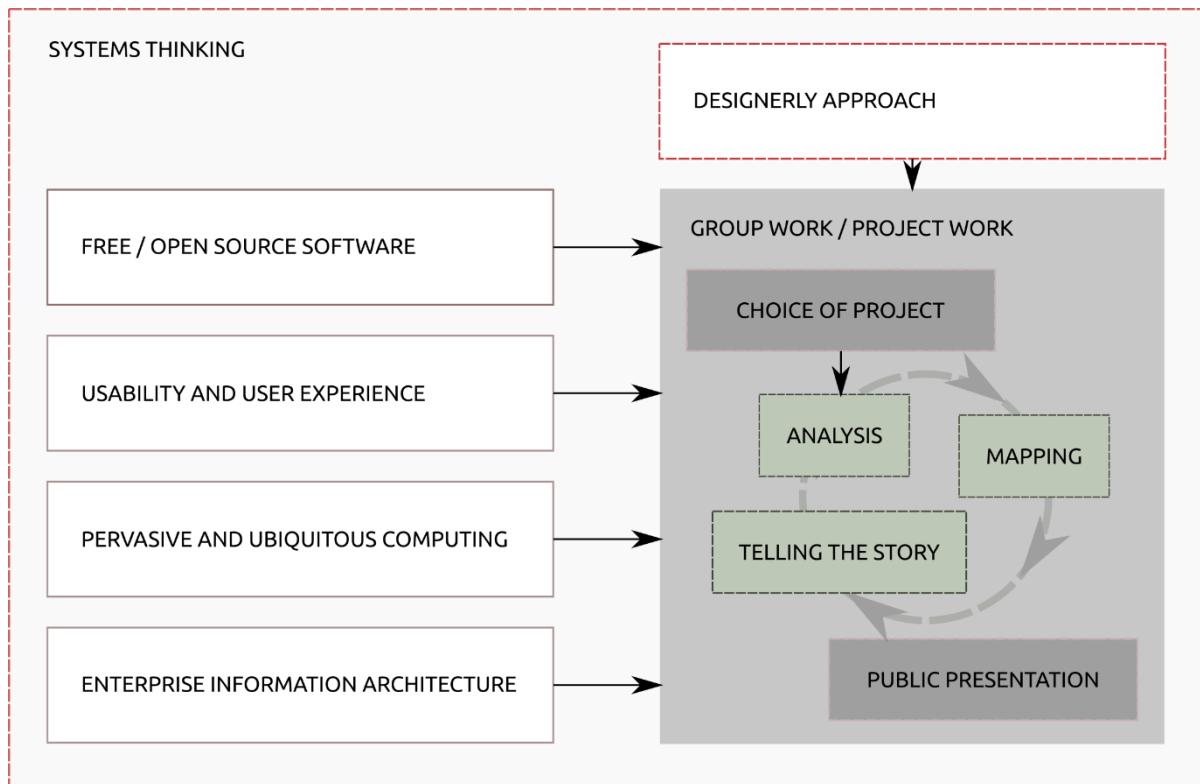 SYSTEMS THINKING
DESIGNERLY APPROACH
FREE / OPEN SOURCE SOFTWARE
USABILITY AND USER EXPERIENCE
PERVASIVE AND UBIQUITOUS COMPUTING
ENTERPRISE INFORMATION ARCHITECTURE
GROUP WORK / PROJECT WORK
CHOICE OF PROJECT
ANALYSIS
MAPPING
TELLING THE STORY
PUBLIC PRESENTATION